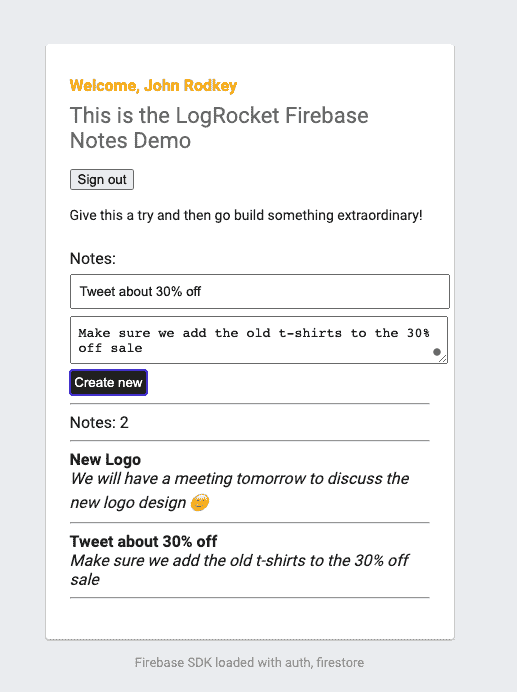 Welcome, John Rodkey
This is the LogRocket Firebase
Notes Demo
Sign out
Give this a try and then go build something extraordinary!
Notes:
Tweet about 30% off
Make sure we add the old t-shirts to the 30%
off sale
Create new
Notes: 2
New Logo
We will have a meeting tomorrow to discuss the
new logo design 😊
Tweet about 30% off
Make sure we add the old t-shirts to the 30% off
sale
Firebase SDK loaded with auth, firestore